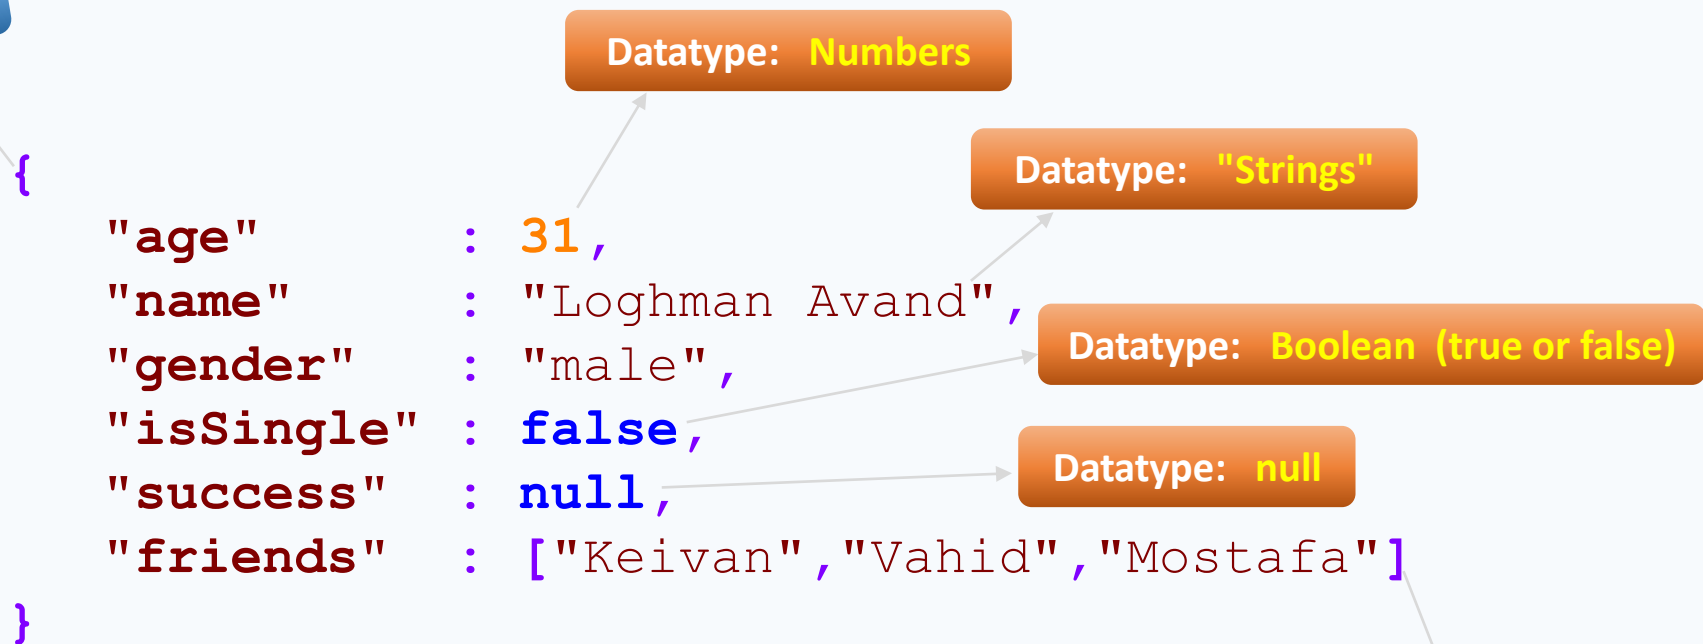 Datatype: Numbers
Datatype: "Strings"
{
"age" : 31,
"name" : "Loghman Avand",
Datatype: Boolean (true or false)
"gender" : "male",
"isSingle" : false,
Datatype: null
"success" : null,
"friends" : ["Keivan","Vahid","Mostafa"]
}